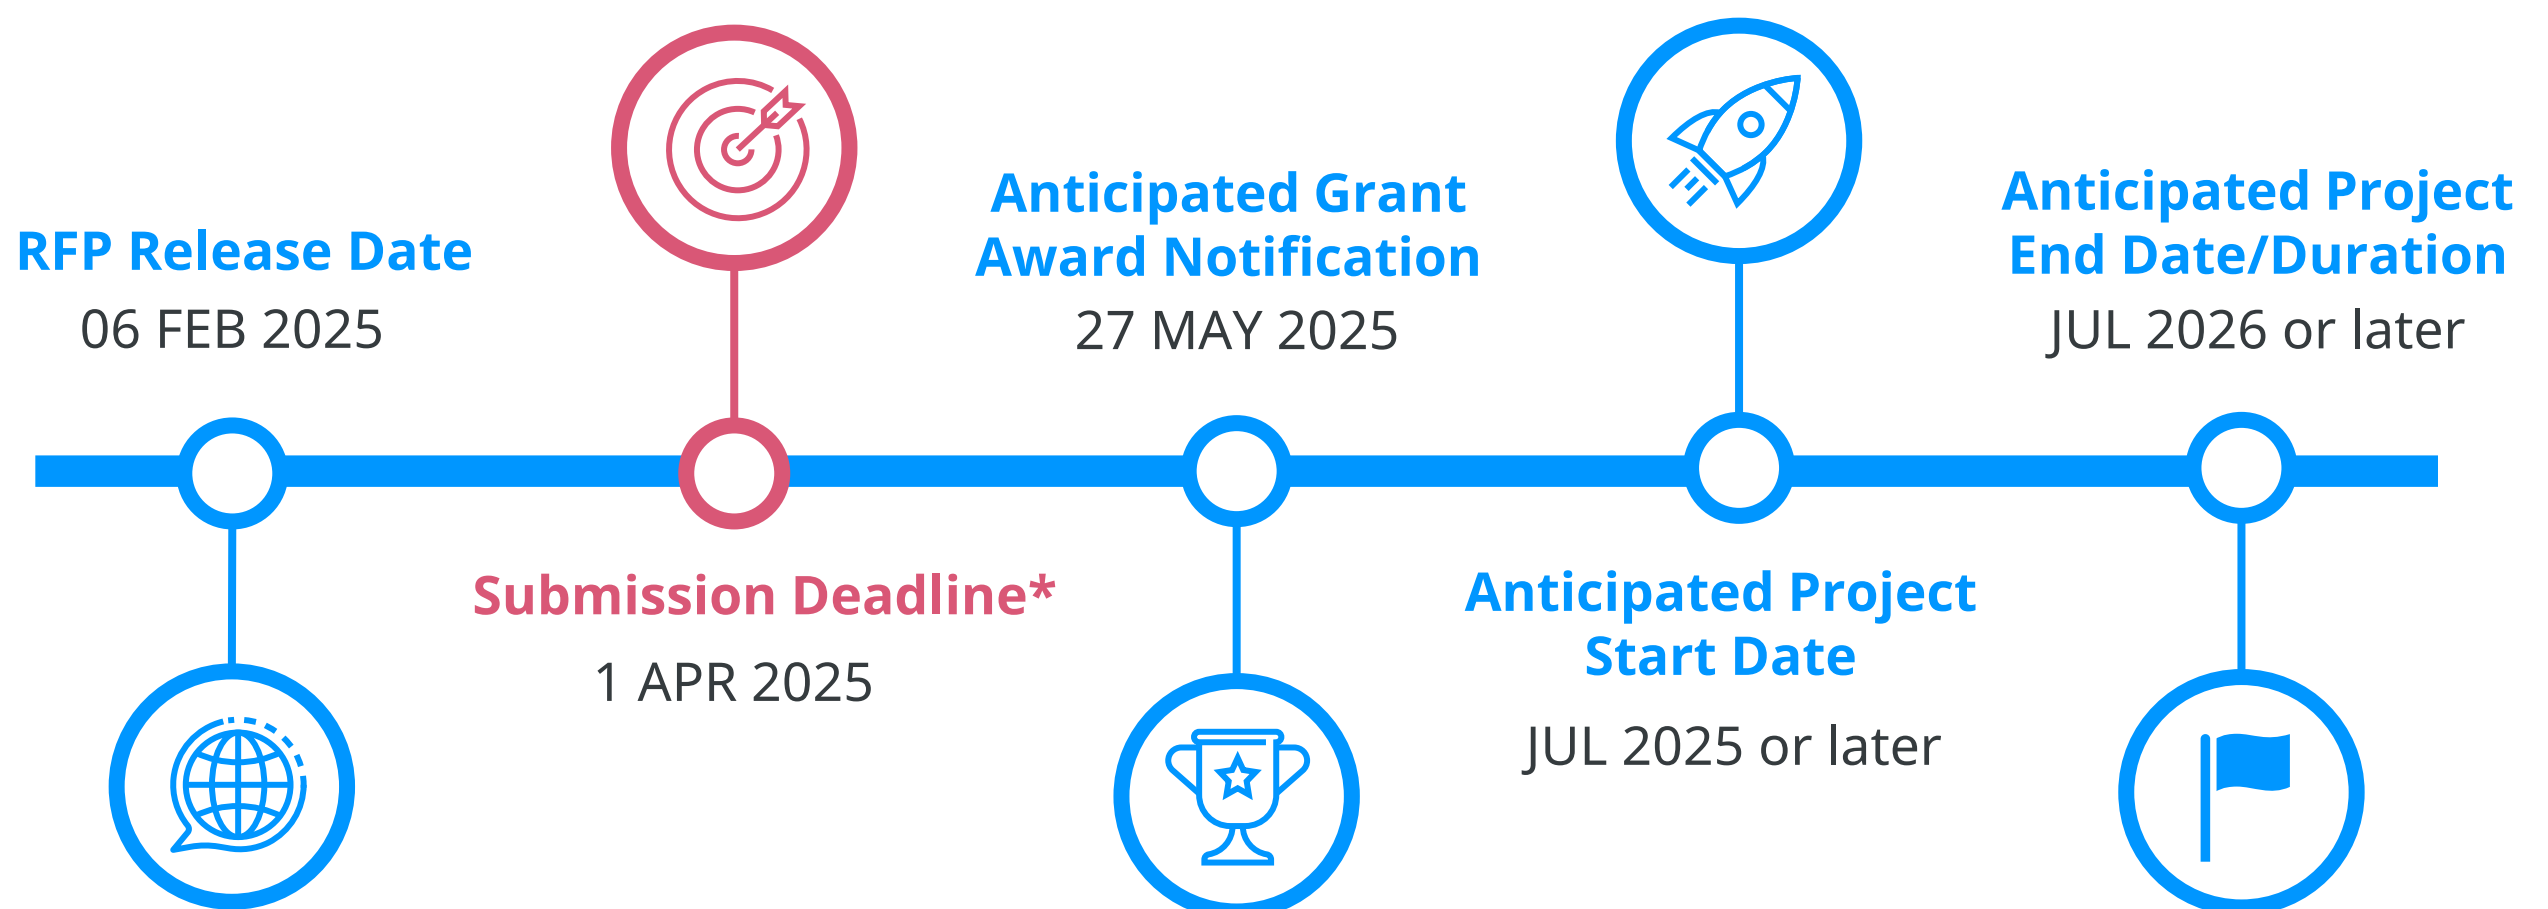 RFP Release Date
06 FEB 2025
Submission Deadline*
1 APR 2025
Anticipated Grant
Award Notification
27 MAY 2025
Anticipated Project
Start Date
JUL 2025 or later
Anticipated Project
End Date/Duration
JUL 2026 or later